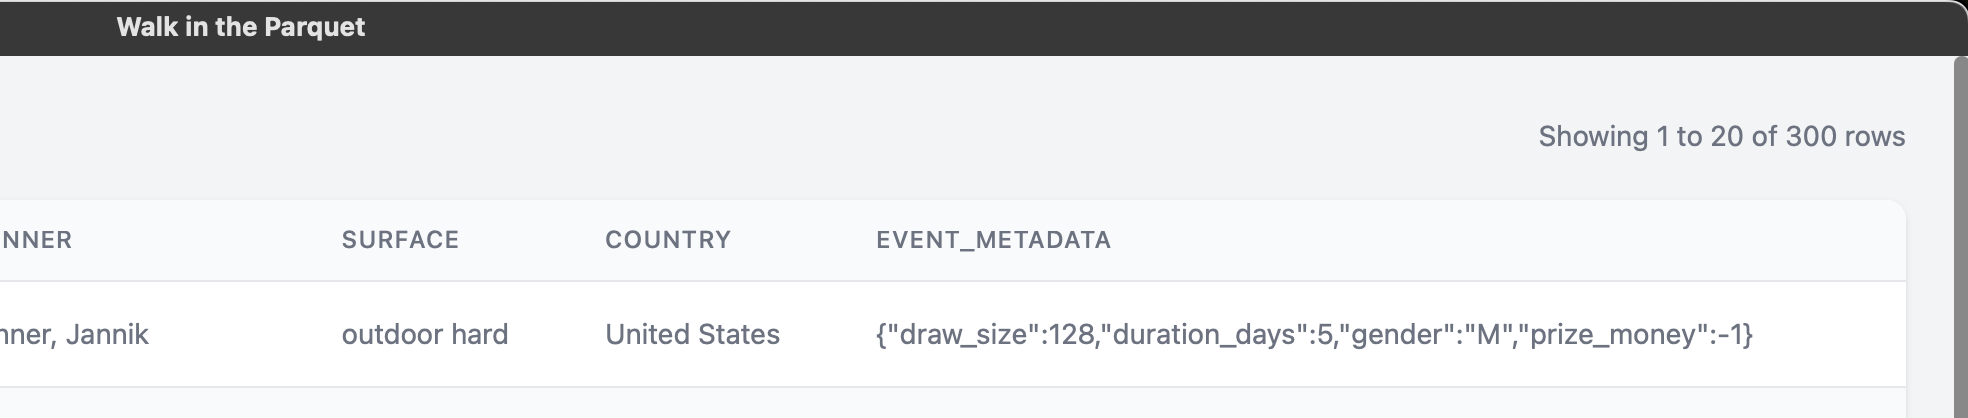 Walk in the Parquet
Showing 1 to 20 of 300 rows
NNER SURFACE COUNTRY EVENT_METADATA
nner, Jannik outdoor hard United States {"draw_size":128,"duration_days":5,"gender":"M","prize_money":-1}